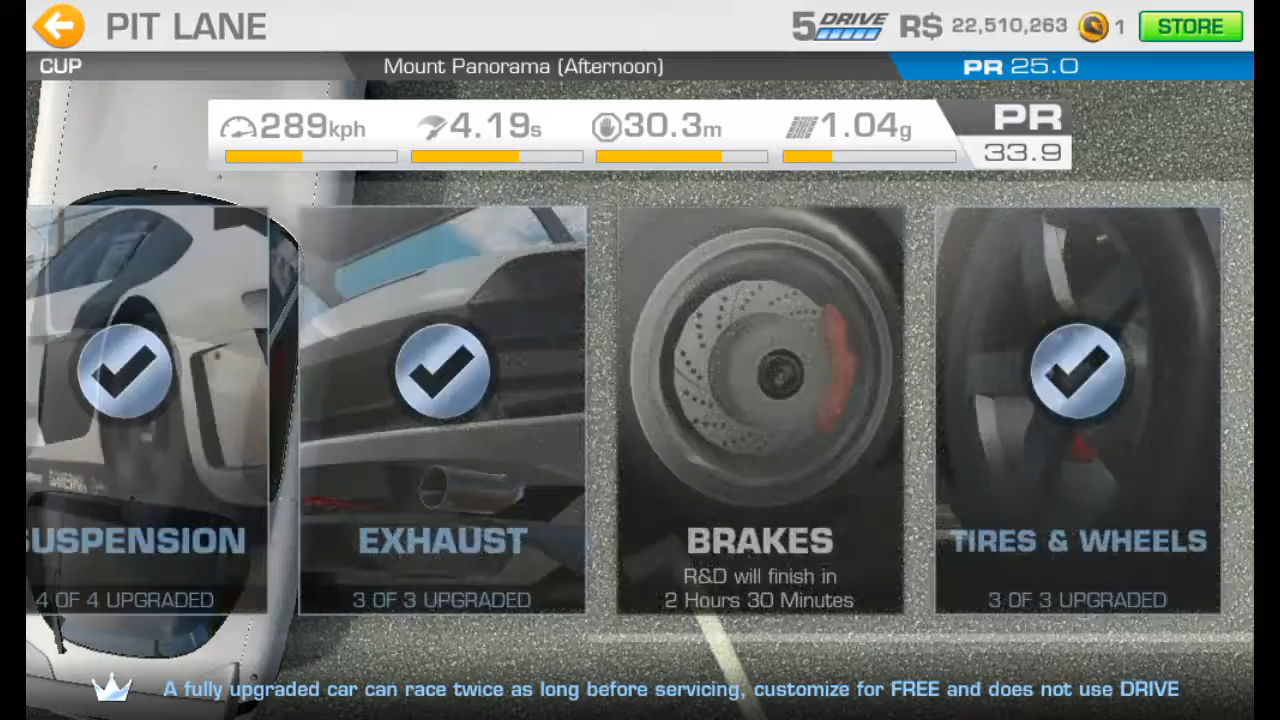 PIT LANE
5 DRIVE R$ 22,510,263 1 STORE
CUP
Mount Panorama (Afternoon)
PR 25.0
289kph 4.19s 30.3m 1.04g
PR
33.9
USPENSION
4 OF 4 UPGRADED
EXHAUST
3 OF 3 UPGRADED
BRAKES
R&D will finish in
2 Hours 30 Minutes
TIRES & WHEELS
3 OF 3 UPGRADED
A fully upgraded car can race twice as long before servicing, customize for FREE and does not use DRIVE